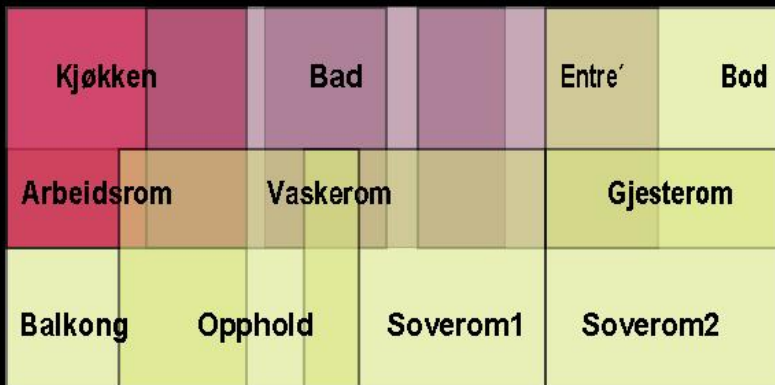 Kjøkken Bad Entre´ Bod
Arbeidsrom Vaskerom Gjesterom
Balkong Opphold Soverom1 Soverom2